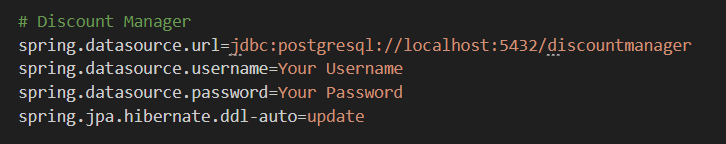 # Discount Manager
spring.datasource.url=jdbc:postgresql://localhost:5432/discountmanager
spring.datasource.username=Your Username
spring.datasource.password=Your Password
spring.jpa.hibernate.ddl-auto=update